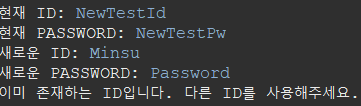 현재 ID: NewTestId
현재 PASSWORD: NewTestPw
새로운 ID: Minsu
새로운 PASSWORD: Password
이미 존재하는 ID입니다. 다른 ID를 사용해주세요.